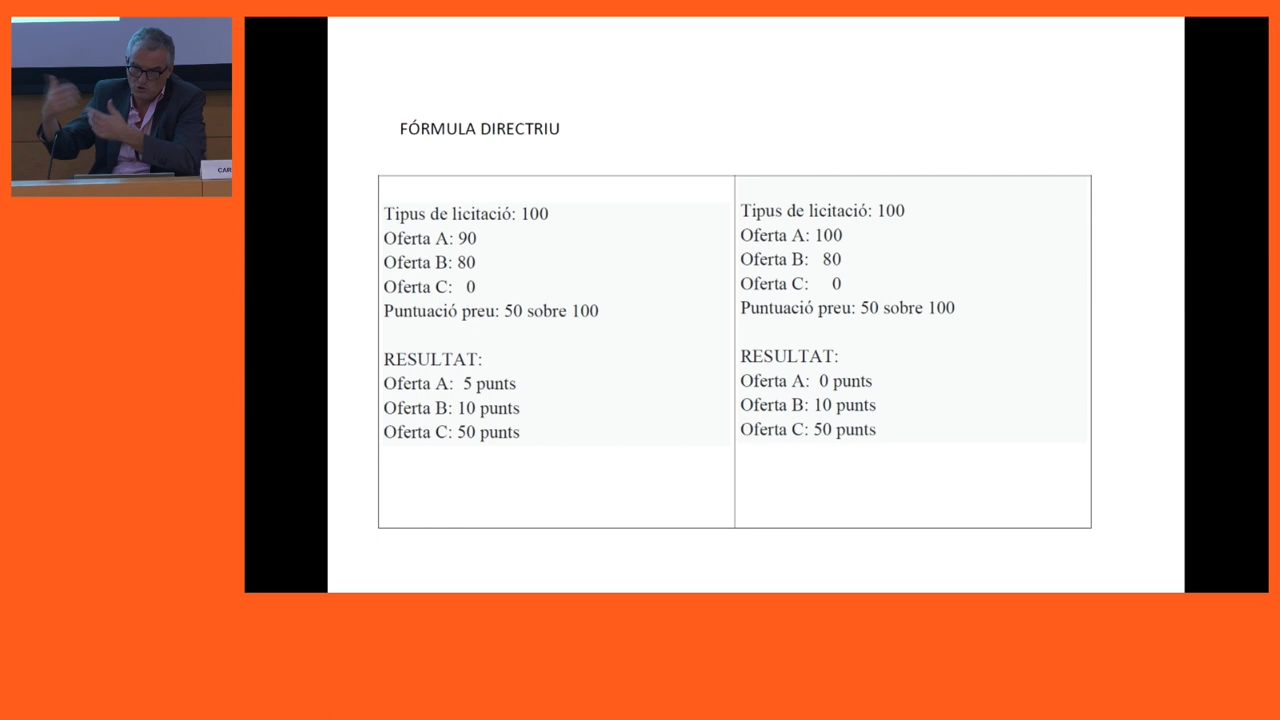 CAR
FÓRMULA DIRECTRIU
Tipus de licitació: 100
Oferta A: 90
Oferta B: 80
Oferta C: 0
Puntuació preu: 50 sobre 100
RESULTAT:
Oferta A: 5 punts
Oferta B: 10 punts
Oferta C: 50 punts
Tipus de licitació: 100
Oferta A: 100
Oferta B: 80
Oferta C: 0
Puntuació preu: 50 sobre 100
RESULTAT:
Oferta A: 0 punts
Oferta B: 10 punts
Oferta C: 50 punts